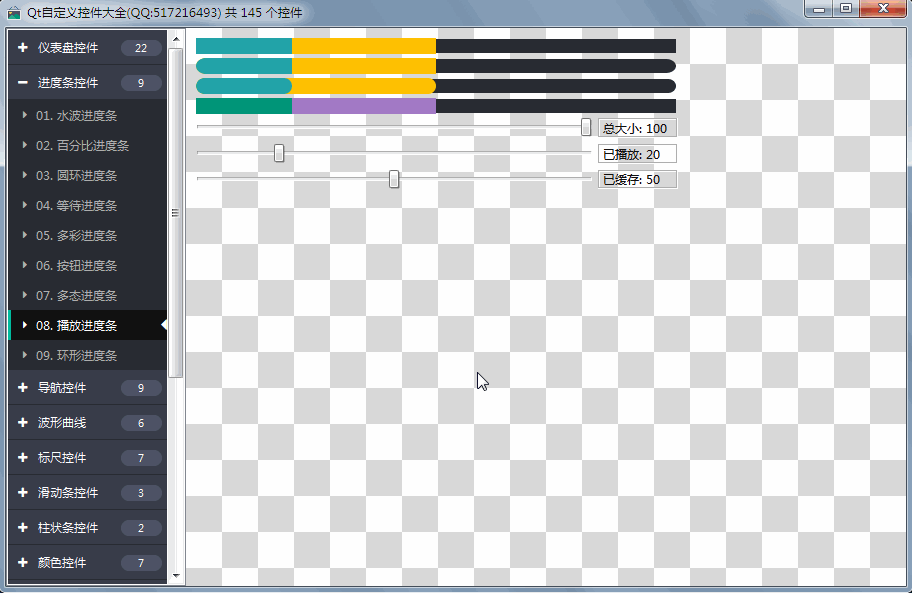 Qt自定义控件大全(QQ:517216493) 共 145 个控件
仪表盘控件 22
进度条控件 9
01. 水波进度条
02. 百分比进度条
03. 圆环进度条
04. 等待进度条
05. 多彩进度条
06. 按钮进度条
07. 多态进度条
08. 播放进度条
09. 环形进度条
导航控件 9
波形曲线 6
标尺控件 7
滑动条控件 3
柱状条控件 2
颜色控件 7
总大小: 100
已播放: 20
已缓存: 50